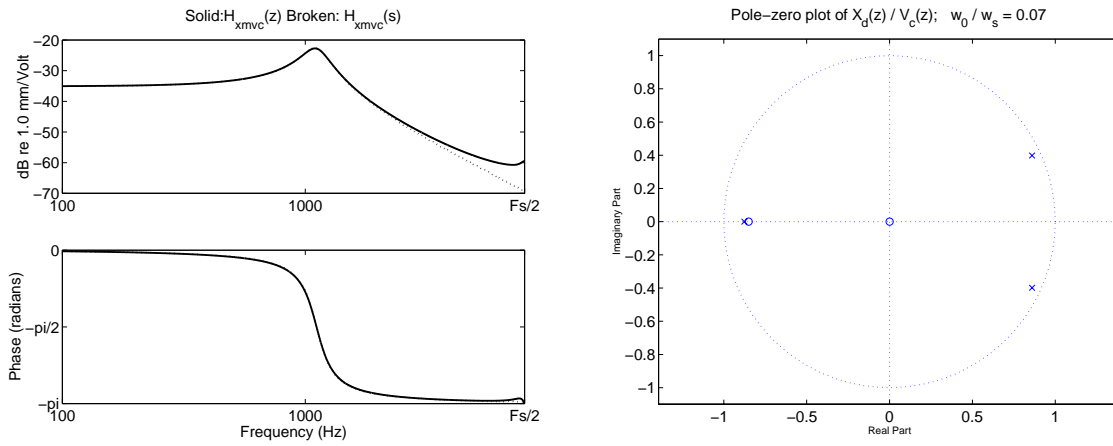 Solid:H_xmvc(z) Broken: H_xmvc(s)
−20
−30
−40
−50
−60
−70
dB re 1.0 mm/Volt
100
1000
Fs/2
0
−pi/2
−pi
Phase (radians)
100
1000
Fs/2
Frequency (Hz)
Pole−zero plot of X_d(z) / V_c(z); w_0 / w_s = 0.07
1
0.8
0.6
0.4
0.2
0
−0.2
−0.4
−0.6
−0.8
−1
Imaginary Part
−1
−0.5
0
0.5
1
Real Part